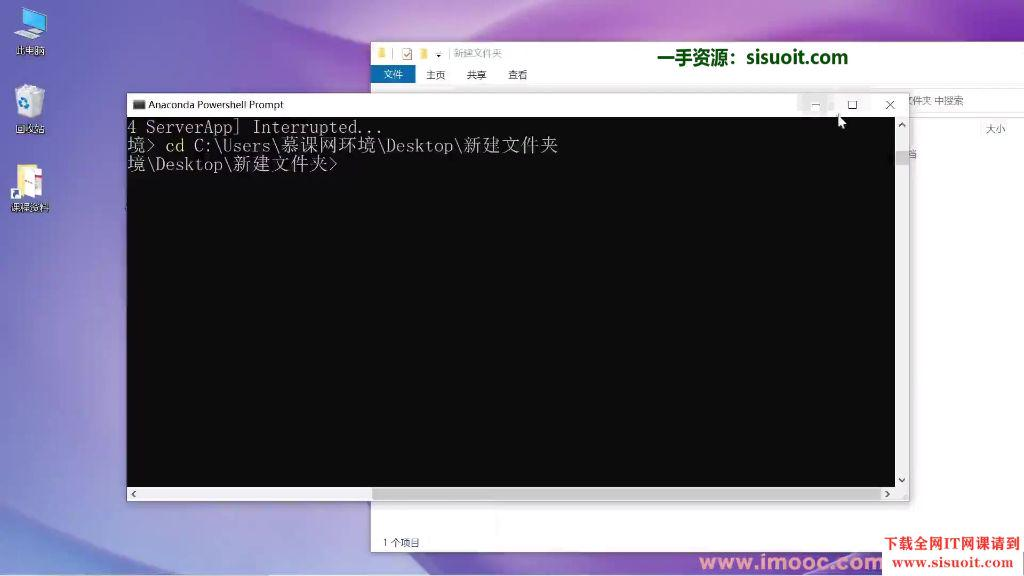 此电脑
回收站
课程资料
新建文件夹
一手资源：sisuoit.com
文件
主页
共享
查看
Anaconda Powershell Prompt
件夹 中搜索
大小
4 ServerApp] Interrupted...
境> cd C:\Users\慕课网环境\Desktop\新建文件夹
境\Desktop\新建文件夹>
1 个项目
www.imooc.com
下载全网IT网课请到
www.sisuoit.com